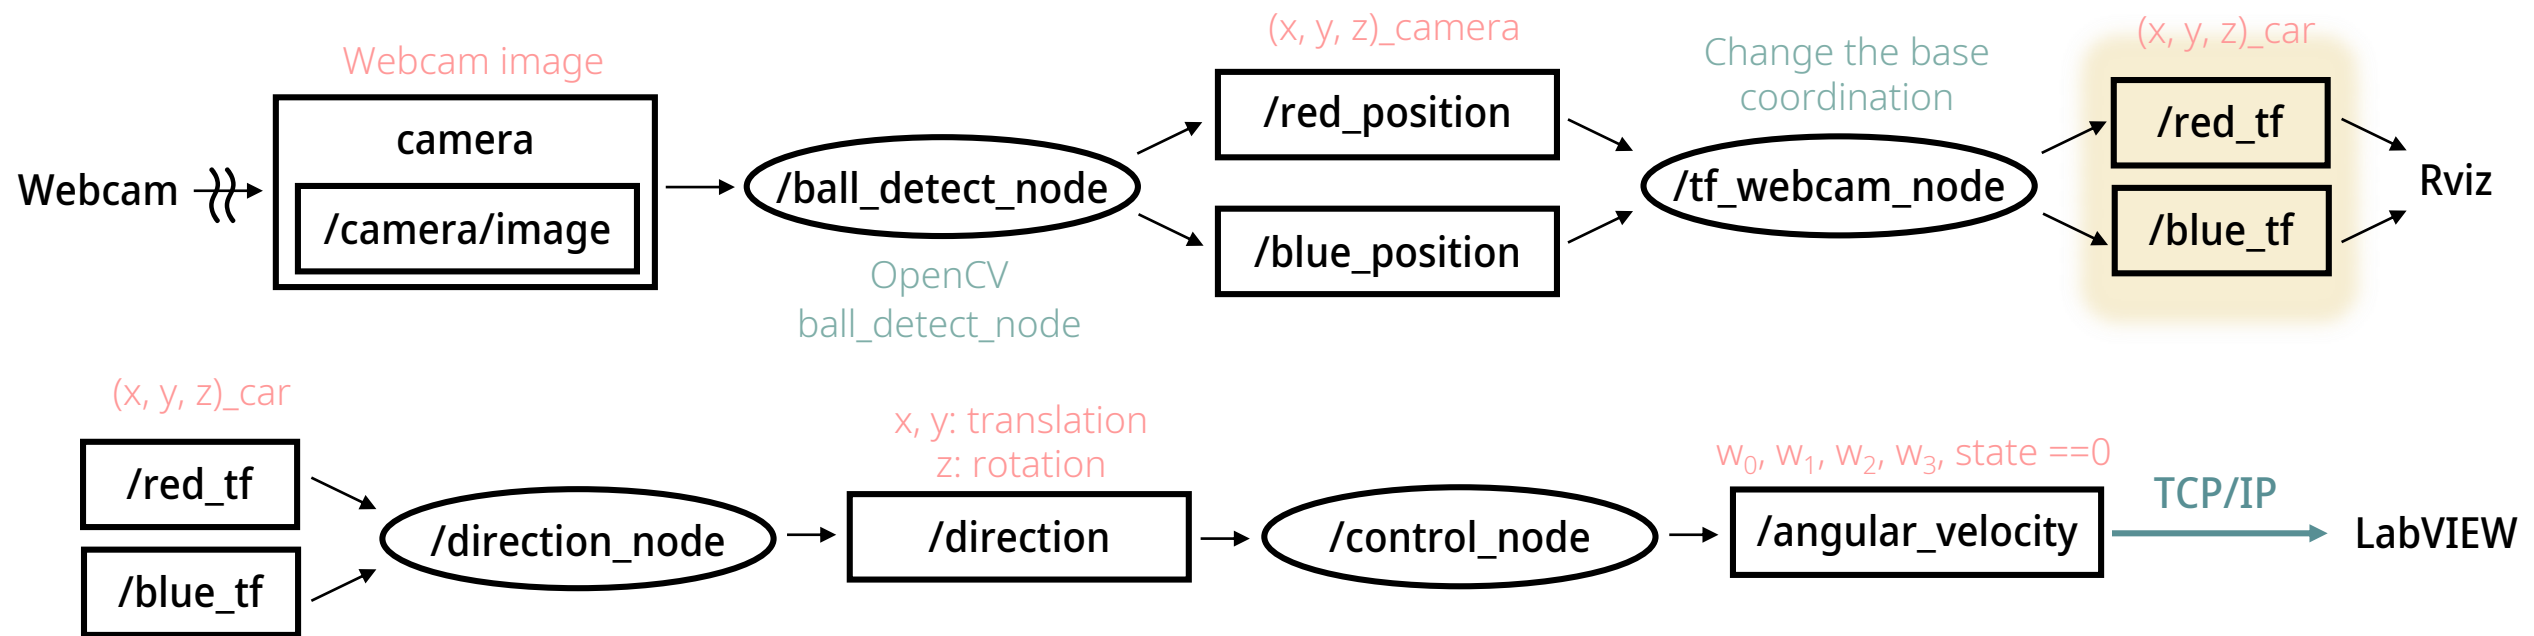 Webcam image
(x, y, z)_camera
Change the base
coordination
(x, y, z)_car
Webcam
camera
/camera/image
/ball_detect_node
OpenCV
ball_detect_node
/red_position
/blue_position
/tf_webcam_node
/red_tf
/blue_tf
Rviz
(x, y, z)_car
/red_tf
/blue_tf
/direction_node
x, y: translation
z: rotation
/direction
/control_node
w₀, w₁, w₂, w₃, state ==0
/angular_velocity
TCP/IP
LabVIEW